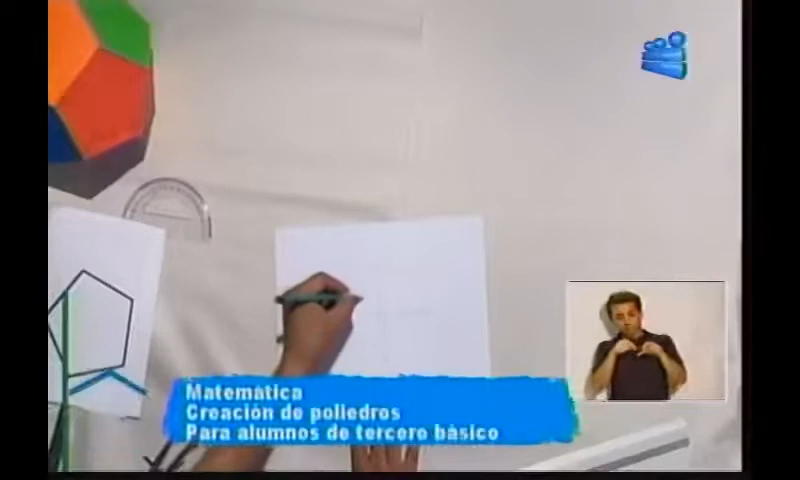 Matemática
Creación de poliedros
Para alumnos de tercero básico